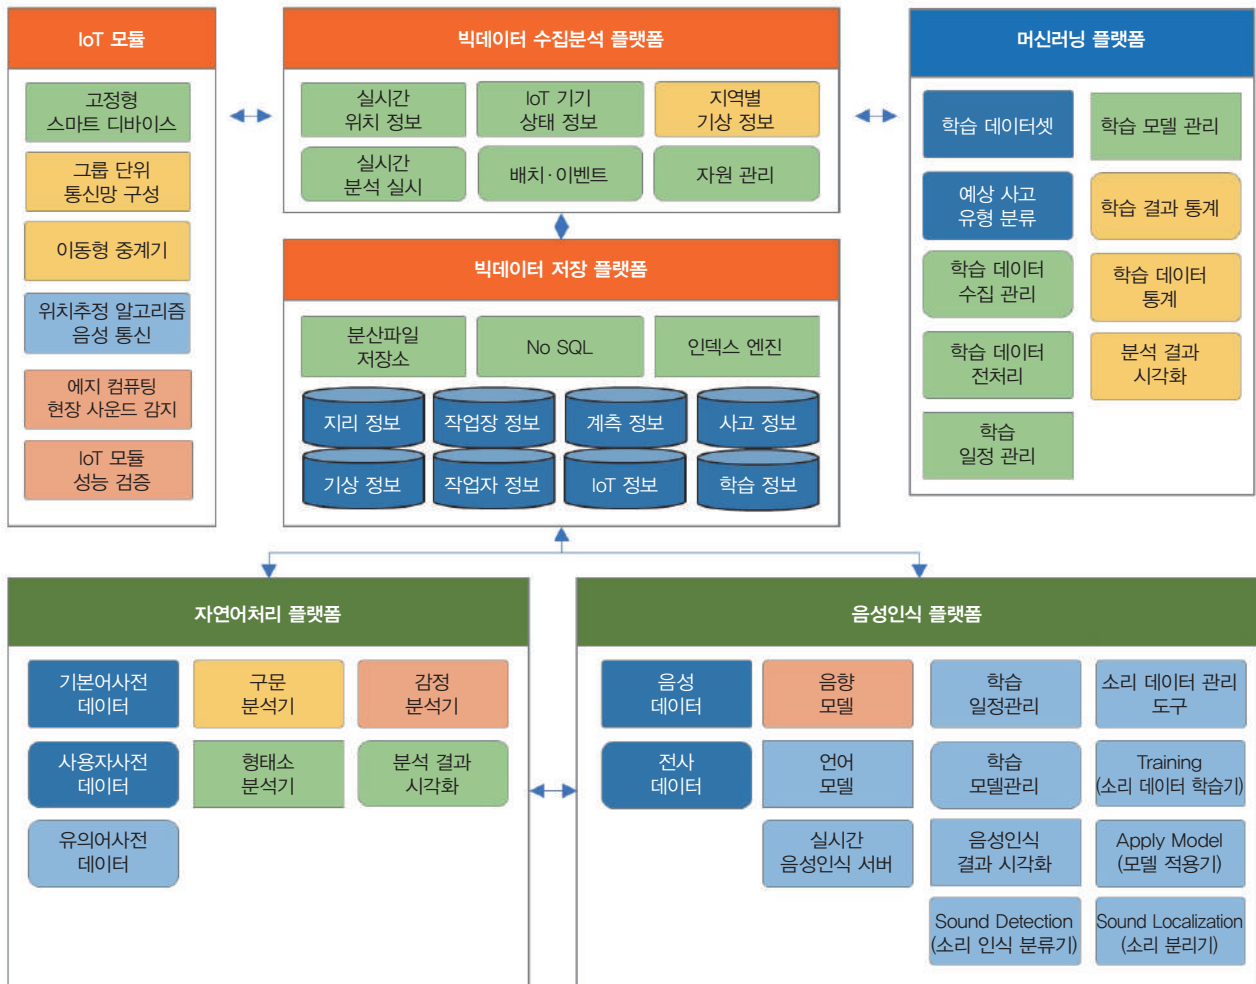 IoT 모듈
고정형
스마트 디바이스
그룹 단위
통신망 구성
이동형 중계기
위치추정 알고리즘
음성 통신
에지 컴퓨팅
현장 사운드 감지
IoT 모듈
성능 검증
빅데이터 수집분석 플랫폼
실시간
위치 정보
IoT 기기
상태 정보
지역별
기상 정보
실시간
분석 실시
배치·이벤트
자원 관리
빅데이터 저장 플랫폼
분산파일
저장소
No SQL
인덱스 엔진
지리 정보
작업장 정보
계측 정보
사고 정보
기상 정보
작업자 정보
IoT 정보
학습 정보
머신러닝 플랫폼
학습 데이터셋
학습 모델 관리
예상 사고
유형 분류
학습 결과 통계
학습 데이터
수집 관리
학습 데이터
통계
학습 데이터
전처리
분석 결과
시각화
학습
일정 관리
자연어처리 플랫폼
기본어사전
데이터
구문
분석기
감정
분석기
사용자사전
데이터
형태소
분석기
분석 결과
시각화
유의어사전
데이터
음성인식 플랫폼
음성
데이터
음향
모델
학습
일정관리
소리 데이터 관리
도구
전사
데이터
언어
모델
학습
모델관리
Training
(소리 데이터 학습기)
실시간
음성인식 서버
음성인식
결과 시각화
Apply Model
(모델 적용기)
Sound Detection
(소리 인식 분류기)
Sound Localization
(소리 분리기)